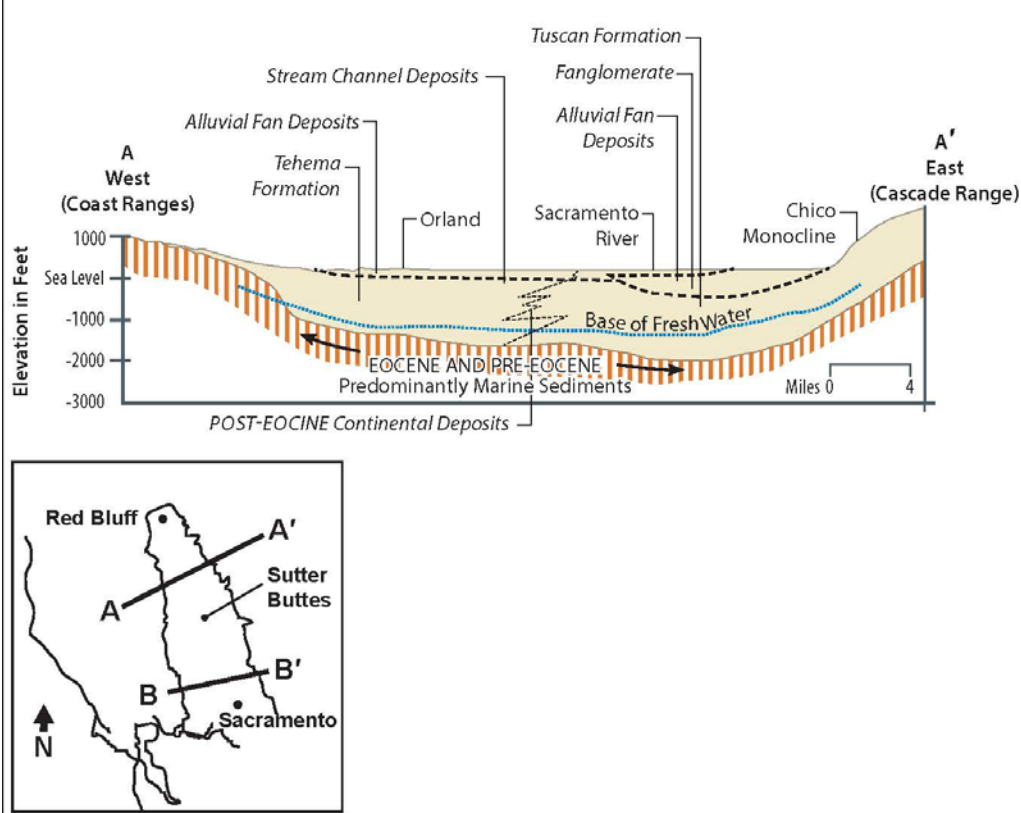 Tuscan Formation
Stream Channel Deposits
Fanglomerate
Alluvial Fan Deposits
Alluvial Fan
Deposits
A
West
(Coast Ranges)
Tehema
Formation
A′
East
(Cascade Range)
Orland
Sacramento
River
Chico
Monocline
Elevation in Feet
1000
Sea Level
-1000
-2000
-3000
Base of Fresh Water
EOCENE AND PRE-EOCENE
Predominantly Marine Sediments
Miles 0 4
POST-EOCINE Continental Deposits
Red Bluff
A′
Sutter
Buttes
A
B′
B
Sacramento
N